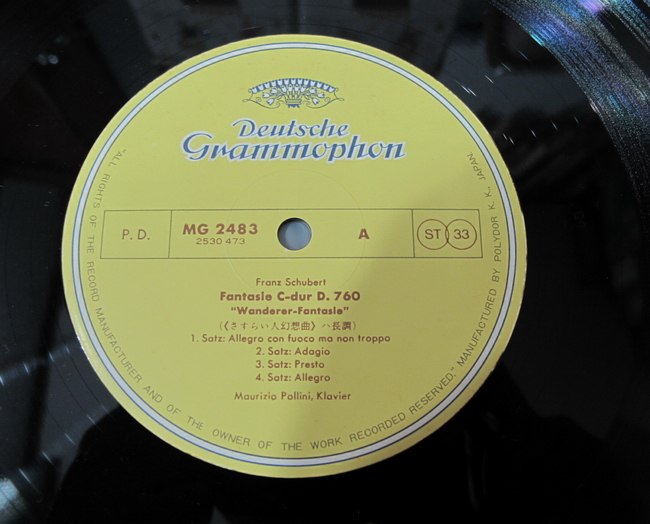 Deutsche
Grammophon
P. D.
MG 2483
2530 473
A
ST 33
Franz Schubert
Fantasie C-dur D. 760
"Wanderer-Fantasie"
(《さすらい人幻想曲》ハ長調)
1. Satz: Allegro con fuoco ma non troppo
2. Satz: Adagio
3. Satz: Presto
4. Satz: Allegro
Maurizio Pollini, Klavier
"ALL RIGHTS OF THE RECORD MANUFACTURER AND OF THE OWNER OF THE WORK RECORDED RESERVED." MANUFACTURED BY POLYDOR K. K., JAPAN.